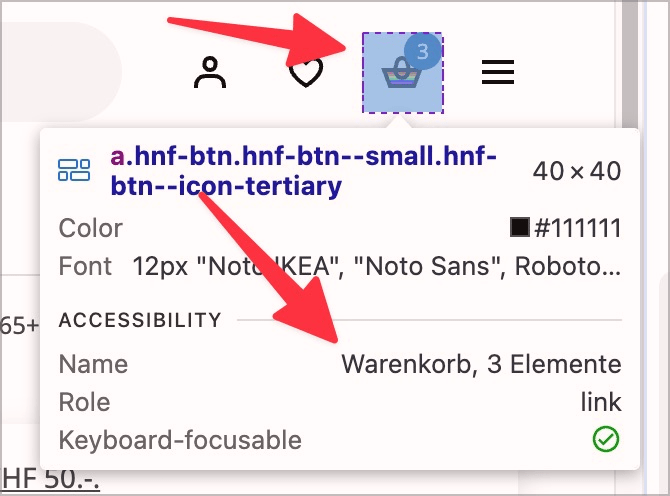 3
a.hnf-btn.hnf-btn--small.hnf-
btn--icon-tertiary
40 × 40
Color
#111111
Font
12px "Noto IKEA", "Noto Sans", Roboto...
65+
ACCESSIBILITY
Name
Warenkorb, 3 Elemente
Role
link
Keyboard-focusable
HF 50.-.